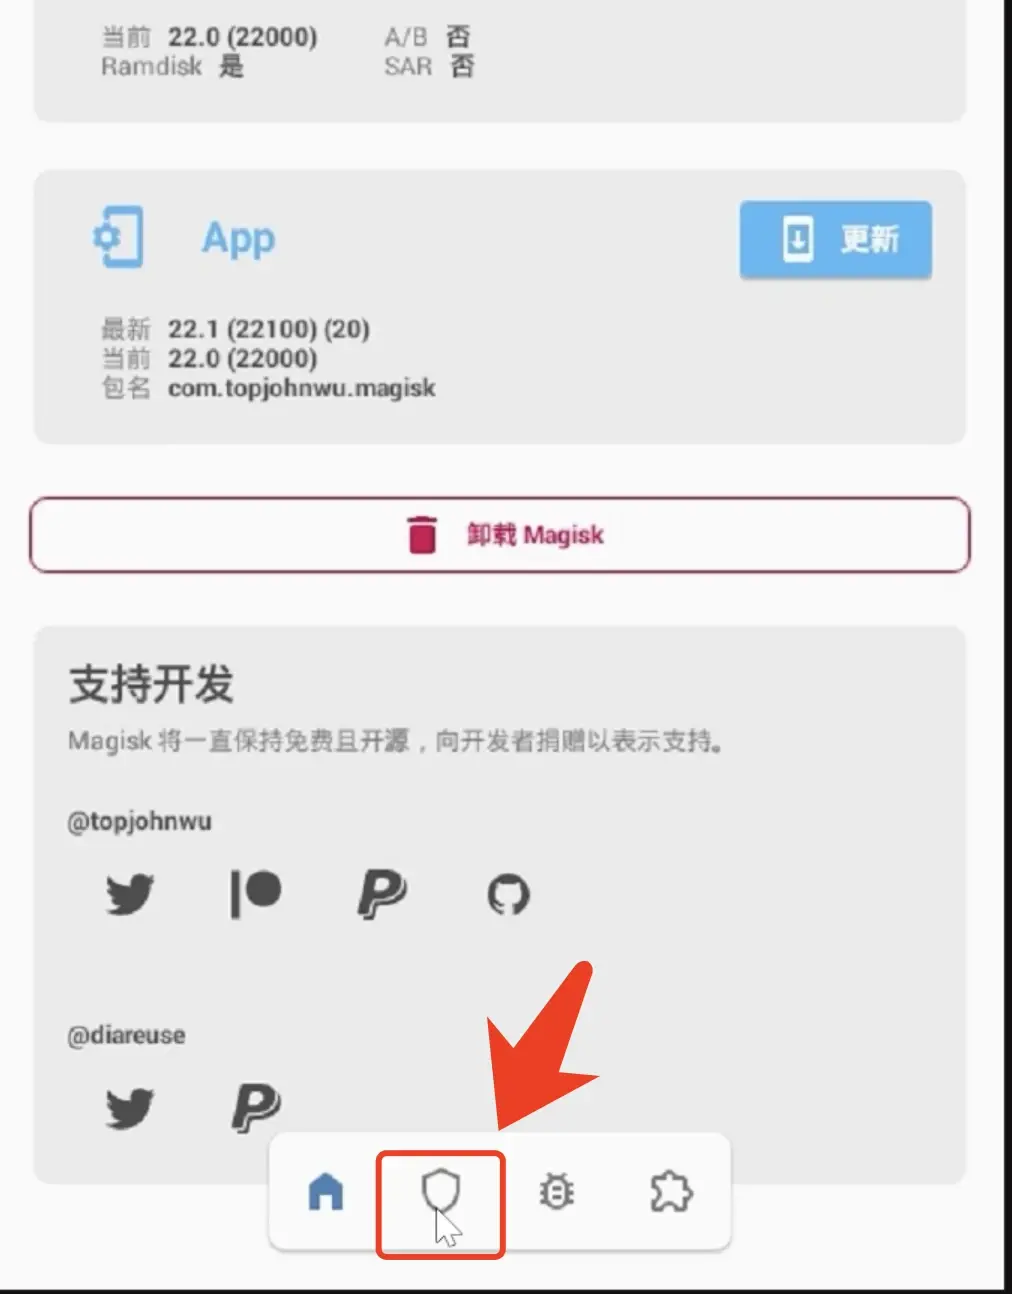 当前 22.0 (22000) A/B 否
Ramdisk 是 SAR 否
App 更新
最新 22.1 (22100) (20)
当前 22.0 (22000)
包名 com.topjohnwu.magisk
卸载 Magisk
支持开发
Magisk 将一直保持免费且开源，向开发者捐赠以表示支持。
@topjohnwu
@diareuse